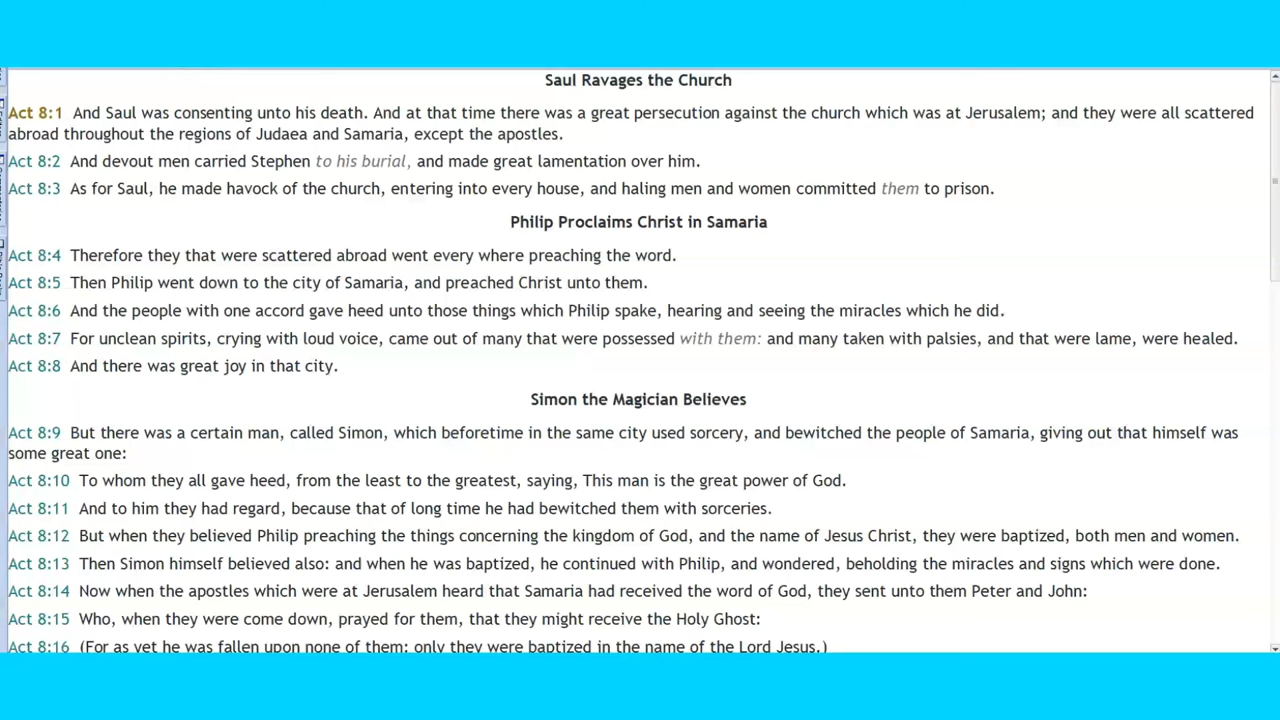 Saul Ravages the Church
Act 8:1 And Saul was consenting unto his death. And at that time there was a great persecution against the church which was at Jerusalem; and they were all scattered
abroad throughout the regions of Judaea and Samaria, except the apostles.
Act 8:2 And devout men carried Stephen to his burial, and made great lamentation over him.
Act 8:3 As for Saul, he made havock of the church, entering into every house, and haling men and women committed them to prison.
Philip Proclaims Christ in Samaria
Act 8:4 Therefore they that were scattered abroad went every where preaching the word.
Act 8:5 Then Philip went down to the city of Samaria, and preached Christ unto them.
Act 8:6 And the people with one accord gave heed unto those things which Philip spake, hearing and seeing the miracles which he did.
Act 8:7 For unclean spirits, crying with loud voice, came out of many that were possessed with them: and many taken with palsies, and that were lame, were healed.
Act 8:8 And there was great joy in that city.
Simon the Magician Believes
Act 8:9 But there was a certain man, called Simon, which beforetime in the same city used sorcery, and bewitched the people of Samaria, giving out that himself was
some great one:
Act 8:10 To whom they all gave heed, from the least to the greatest, saying, This man is the great power of God.
Act 8:11 And to him they had regard, because that of long time he had bewitched them with sorceries.
Act 8:12 But when they believed Philip preaching the things concerning the kingdom of God, and the name of Jesus Christ, they were baptized, both men and women.
Act 8:13 Then Simon himself believed also: and when he was baptized, he continued with Philip, and wondered, beholding the miracles and signs which were done.
Act 8:14 Now when the apostles which were at Jerusalem heard that Samaria had received the word of God, they sent unto them Peter and John:
Act 8:15 Who, when they were come down, prayed for them, that they might receive the Holy Ghost:
Act 8:16 (For as yet he was fallen upon none of them: only they were baptized in the name of the Lord Jesus.)